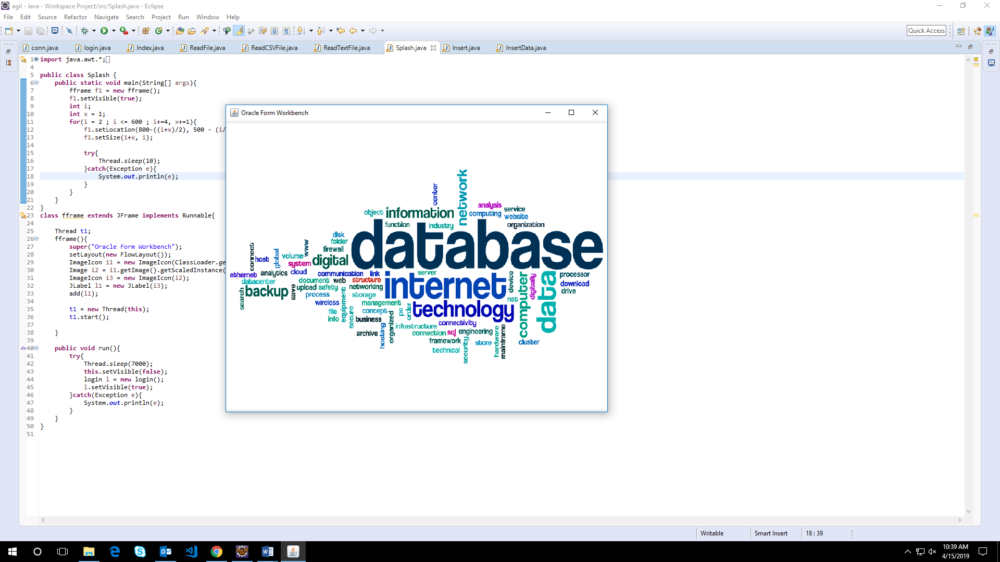 agil - Java - Workspace Project/src/Splash.java - Eclipse
File Edit Source Refactor Navigate Search Project Run Window Help
Quick Access
conn.java login.java Index.java ReadFile.java ReadCSVFile.java ReadTextFile.java Splash.java Insert.java InsertData.java
1 import java.awt.*;
4
5 public class Splash {
6 public static void main(String[] args){
7 fframe f1 = new fframe();
8 f1.setVisible(true);
9 int i;
10 int x = 1;
11 for(i = 2 ; i <= 600 ; i+=4, x+=1){
12 f1.setLocation(800-((i+x)/2), 500 - (i/
13 f1.setSize(i+x, i);
14
15 try{
16 Thread.sleep(10);
17 }catch(Exception e){
18 System.out.println(e);
19 }
20 }
21 }
22 }
23 class fframe extends JFrame implements Runnable{
24
25 Thread t1;
26 fframe(){
27 super("Oracle Form Workbench");
28 setLayout(new FlowLayout());
29 ImageIcon i1 = new ImageIcon(ClassLoader.ge
30 Image i2 = i1.getImage().getScaledInstance(
31 ImageIcon i3 = new ImageIcon(i2);
32 JLabel l1 = new JLabel(i3);
33 add(l1);
34
35 t1 = new Thread(this);
36 t1.start();
37
38 }
39
40 public void run(){
41 try{
42 Thread.sleep(7000);
43 this.setVisible(false);
44 login l = new login();
45 l.setVisible(true);
46 }catch(Exception e){
47 System.out.println(e);
48 }
49 }
50 }
51
Oracle Form Workbench
center
network
analysis
object information computing service
website
function industry organization
disk
folder
database
connect host global volume www firewall
system digital
ethernet analytics cloud communication link server
datacenter document web structure internet device computer digitally data processor
search backup save upload safety networking download
process storage drive
wireless equipment management net
technology
file concept pc order
info secure business organized connectivity
infrastructure
archive hosting connection sql engineering hardware mainframe
framework security store cluster
technical
Writable Smart Insert 18 : 39
10:39 AM
4/15/2019